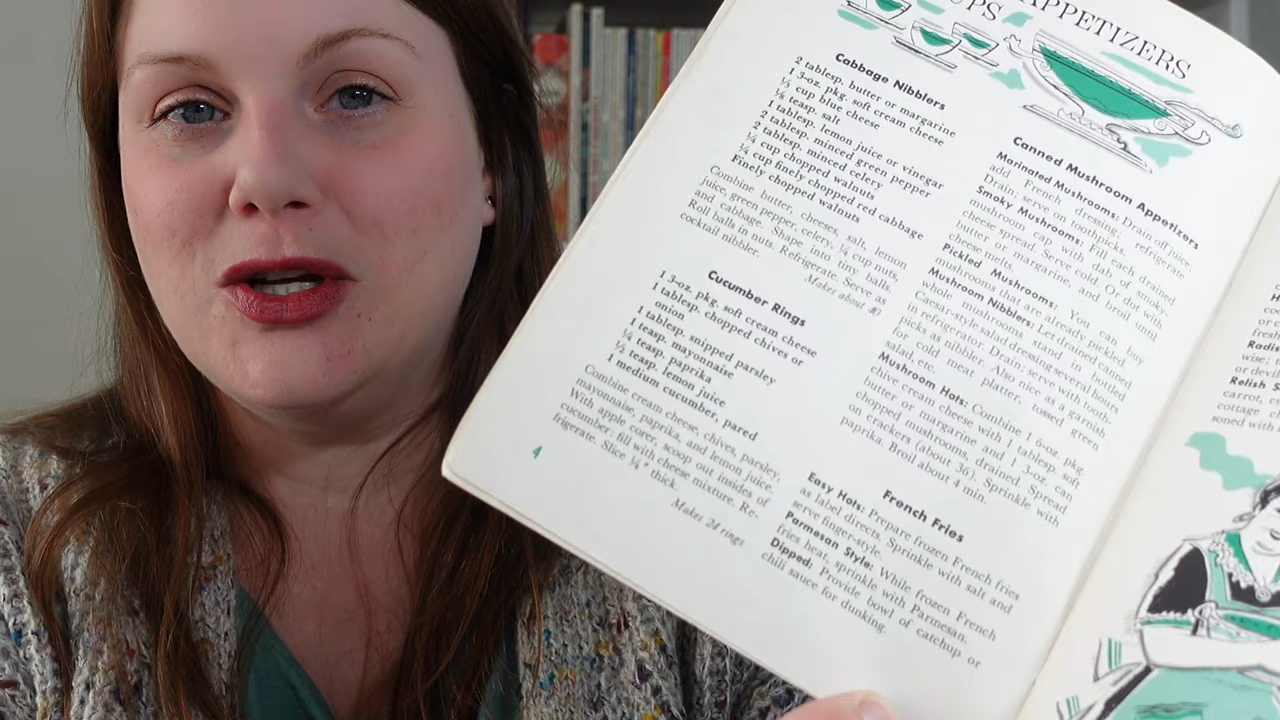 UPS
APPETIZERS
Cabbage Nibblers
2 tablesp. butter or margarine
1 3-oz. pkg. soft cream cheese
cup blue cheese
teasp. salt
1 tablesp. lemon juice or vinegar
2 tablesp. minced green pepper
2 tablesp. minced celery
¼ cup chopped walnuts
¼ cup finely chopped red cabbage
Finely chopped walnuts
Combine butter, cheeses, salt, lemon
juice, green pepper, celery, ¼ cup nuts,
and cabbage. Shape into tiny balls.
Roll balls in nuts. Refrigerate. Serve as
cocktail nibbler.
Makes about 40
Cucumber Rings
1 3-oz. pkg. soft cream cheese
1 tablesp. chopped chives or
onion
1 tablesp. snipped parsley
1 teasp. mayonnaise
¼ teasp. paprika
½ teasp. lemon juice
1 medium cucumber, pared
Combine cream cheese, chives, parsley,
mayonnaise, paprika, and lemon juice.
With apple corer, scoop out insides of
cucumber; fill with cheese mixture. Re-
frigerate. Slice ¼" thick.
Makes 24 rings
4
Canned Mushroom Appetizers
Marinated Mushrooms: Drain off juice;
add French dressing; refrigerate.
Drain; serve on toothpicks.
Smoky Mushrooms: Fill each drained
mushroom cap with dab of smoky-
cheese spread. Serve cold. Or dot with
butter or margarine, and broil until
cheese melts.
Pickled Mushrooms: You can buy
mushrooms that are already pickled.
Mushroom Nibblers: Let drained canned
whole mushrooms stand in bottled
Caesar-style salad dressing several hours
in refrigerator. Drain; serve with tooth-
picks as nibbler. Also nice as a garnish
for cold meat platter, tossed green
salad, etc.
Mushroom Hots: Combine 1 6-oz. pkg.
chive cream cheese with 1 tablesp. soft
butter or margarine and 1 3-oz. can
chopped mushrooms, drained. Spread
on crackers (about 36). Sprinkle with
paprika. Broil about 4 min.
French Fries
Easy Hots: Prepare frozen French fries
as label directs. Sprinkle with salt and
serve finger-style.
Parmesan Style: While frozen French
fries heat, sprinkle with Parmesan.
Dipped: Provide bowl of catchup or
chili sauce for dunking.
fresh
Radis
wise;
or devil
Relish S
carrot, c
cottage c
soned with